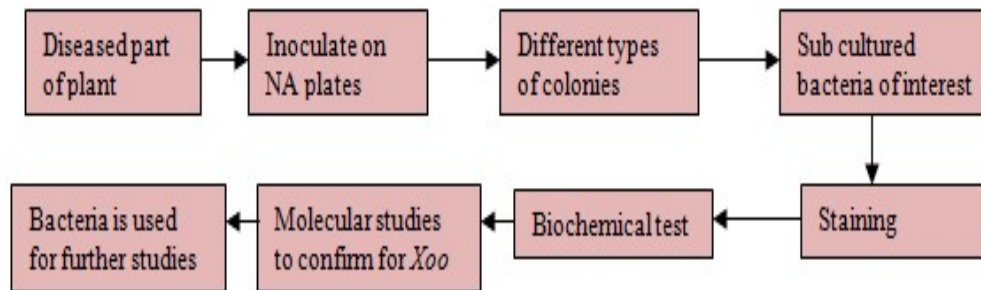 Diseased part
of plant
Inoculate on
NA plates
Different types
of colonies
Sub cultured
bacteria of interest
Staining
Biochemical test
Molecular studies
to confirm for Xoo
Bacteria is used
for further studies